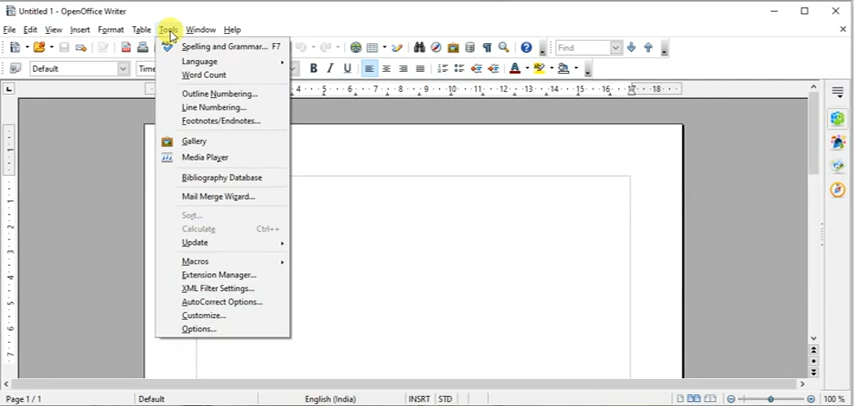 Untitled 1 - OpenOffice Writer
File Edit View Insert Format Table Tools Window Help
Spelling and Grammar... F7
Find
Language
Default
Word Count
B I U
Outline Numbering...
Line Numbering...
Footnotes/Endnotes...
Gallery
Media Player
Bibliography Database
Mail Merge Wizard...
Sort...
Calculate Ctrl++
Update
Macros
Extension Manager...
XML Filter Settings...
AutoCorrect Options...
Customize...
Options...
Page 1 / 1 Default English (India) INSRT STD 100 %